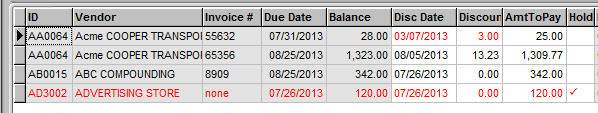 ID Vendor Invoice # Due Date Balance Disc Date Discoun AmtToPay Hold
AA0064 Acme COOPER TRANSPOI 55632 07/31/2013 28.00 03/07/2013 3.00 25.00
AA0064 Acme COOPER TRANSPOI 65356 08/25/2013 1,323.00 08/05/2013 13.23 1,309.77
AB0015 ABC COMPOUNDING 8909 08/25/2013 342.00 07/26/2013 0.00 342.00
AD3002 ADVERTISING STORE none 07/26/2013 120.00 07/26/2013 0.00 120.00 ✓